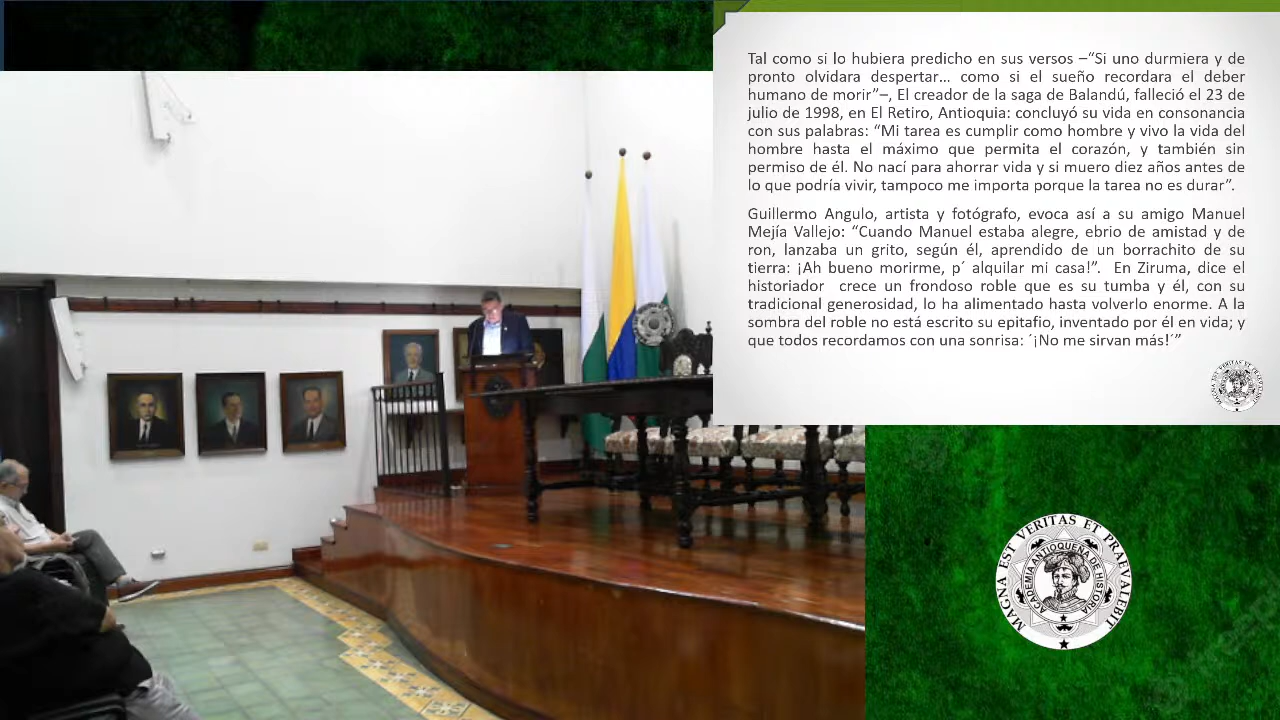 Tal como si lo hubiera predicho en sus versos –“Si uno durmiera y de
pronto olvidara despertar… como si el sueño recordara el deber
humano de morir”–, El creador de la saga de Balandú, falleció el 23 de
julio de 1998, en El Retiro, Antioquia: concluyó su vida en consonancia
con sus palabras: “Mi tarea es cumplir como hombre y vivo la vida del
hombre hasta el máximo que permita el corazón, y también sin
permiso de él. No nací para ahorrar vida y si muero diez años antes de
lo que podría vivir, tampoco me importa porque la tarea no es durar”.
Guillermo Angulo, artista y fotógrafo, evoca así a su amigo Manuel
Mejía Vallejo: “Cuando Manuel estaba alegre, ebrio de amistad y de
ron, lanzaba un grito, según él, aprendido de un borrachito de su
tierra: ¡Ah bueno morirme, p´ alquilar mi casa!”. En Ziruma, dice el
historiador crece un frondoso roble que es su tumba y él, con su
tradicional generosidad, lo ha alimentado hasta volverlo enorme. A la
sombra del roble no está escrito su epitafio, inventado por él en vida; y
que todos recordamos con una sonrisa: ´¡No me sirvan más!´”
MAGNA EST VERITAS ET PRAEVALEBIT
ACADEMIA ANTIOQUEÑA DE HISTORIA